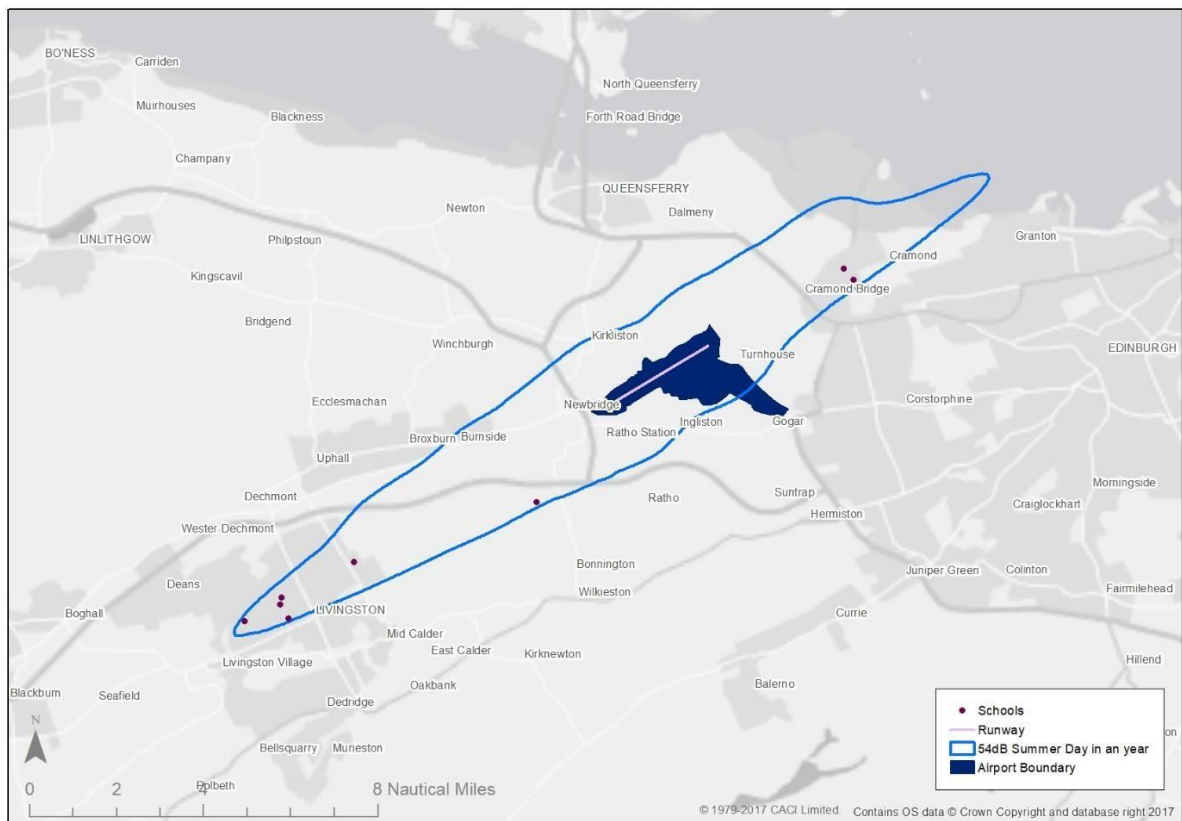 BO'NESS
Carriden
North Queensferry
Muirhouses
Blackness
Forth Road Bridge
Champany
QUEENSFERRY
Newton
Dalmeny
LINLITHGOW
Philpstoun
Granton
Cramond
Kingscavil
Cramond Bridge
Bridgend
Kirkliston
Winchburgh
Turnhouse
EDINBURGH
Ecclesmachan
Newbridge
Corstorphine
Ingliston
Gogar
Broxburn
Burnside
Ratho Station
Uphall
Dechmont
Ratho
Suntrap
Morningside
Craiglockhart
Hermiston
Wester Dechmont
Bonnington
Juniper Green
Colinton
Deans
Wilkieston
Fairmilehead
Boghall
LIVINGSTON
Currie
Mid Calder
East Calder
Kirknewton
Livingston Village
Hillend
Oakbank
Balerno
Blackburn
Seafield
Dedridge
Bellsquarry
Murieston
Polbeth
N
0 2 4 8 Nautical Miles
Schools
Runway
54dB Summer Day in an year
Airport Boundary
© 1979-2017 CACI Limited. Contains OS data © Crown Copyright and database right 2017